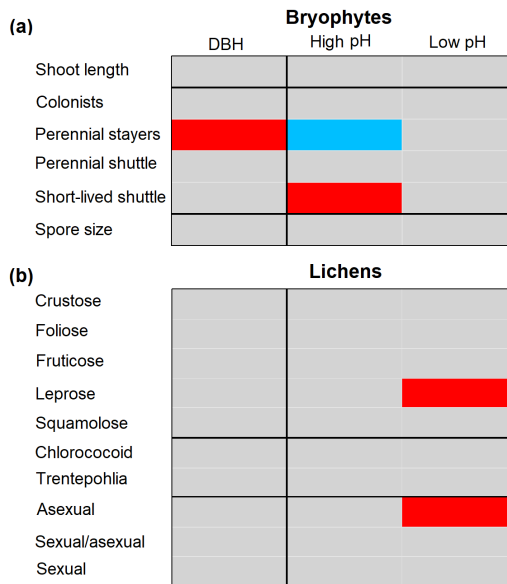 (a)
Bryophytes
DBH High pH Low pH
Shoot length
Colonists
Perennial stayers
Perennial shuttle
Short-lived shuttle
Spore size
(b)
Lichens
Crustose
Foliose
Fruticose
Leprose
Squamolose
Chlorococoid
Trentepohlia
Asexual
Sexual/asexual
Sexual